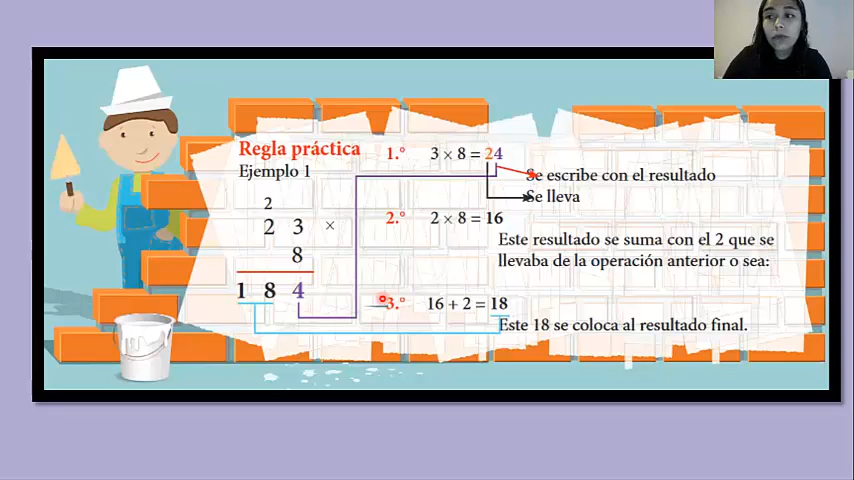 Regla práctica
Ejemplo 1
2
2 3 ×
8
1 8 4
1.° 3 × 8 = 24
Se escribe con el resultado
Se lleva
2.° 2 × 8 = 16
Este resultado se suma con el 2 que se
llevaba de la operación anterior o sea:
3.° 16 + 2 = 18
Este 18 se coloca al resultado final.